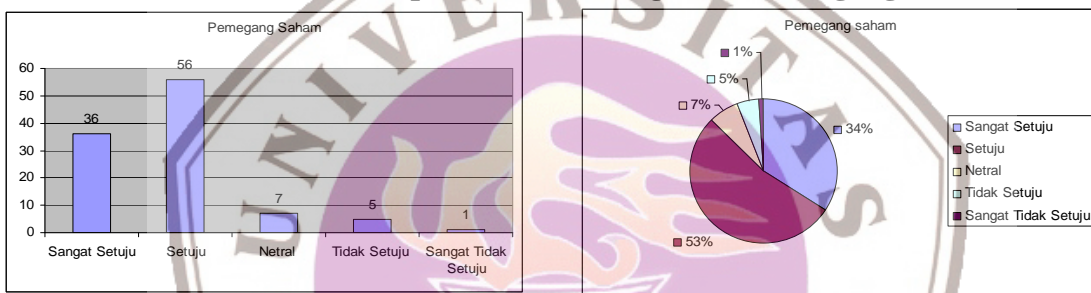 Pemegang Saham
60
50
40
30
20
10
0
36
56
7
5
1
Sangat Setuju
Setuju
Netral
Tidak Setuju
Sangat Tidak
Setuju
Pemegang saham
1%
5%
7%
34%
53%
Sangat Setuju
Setuju
Netral
Tidak Setuju
Sangat Tidak Setuju
UNIVERSITAS